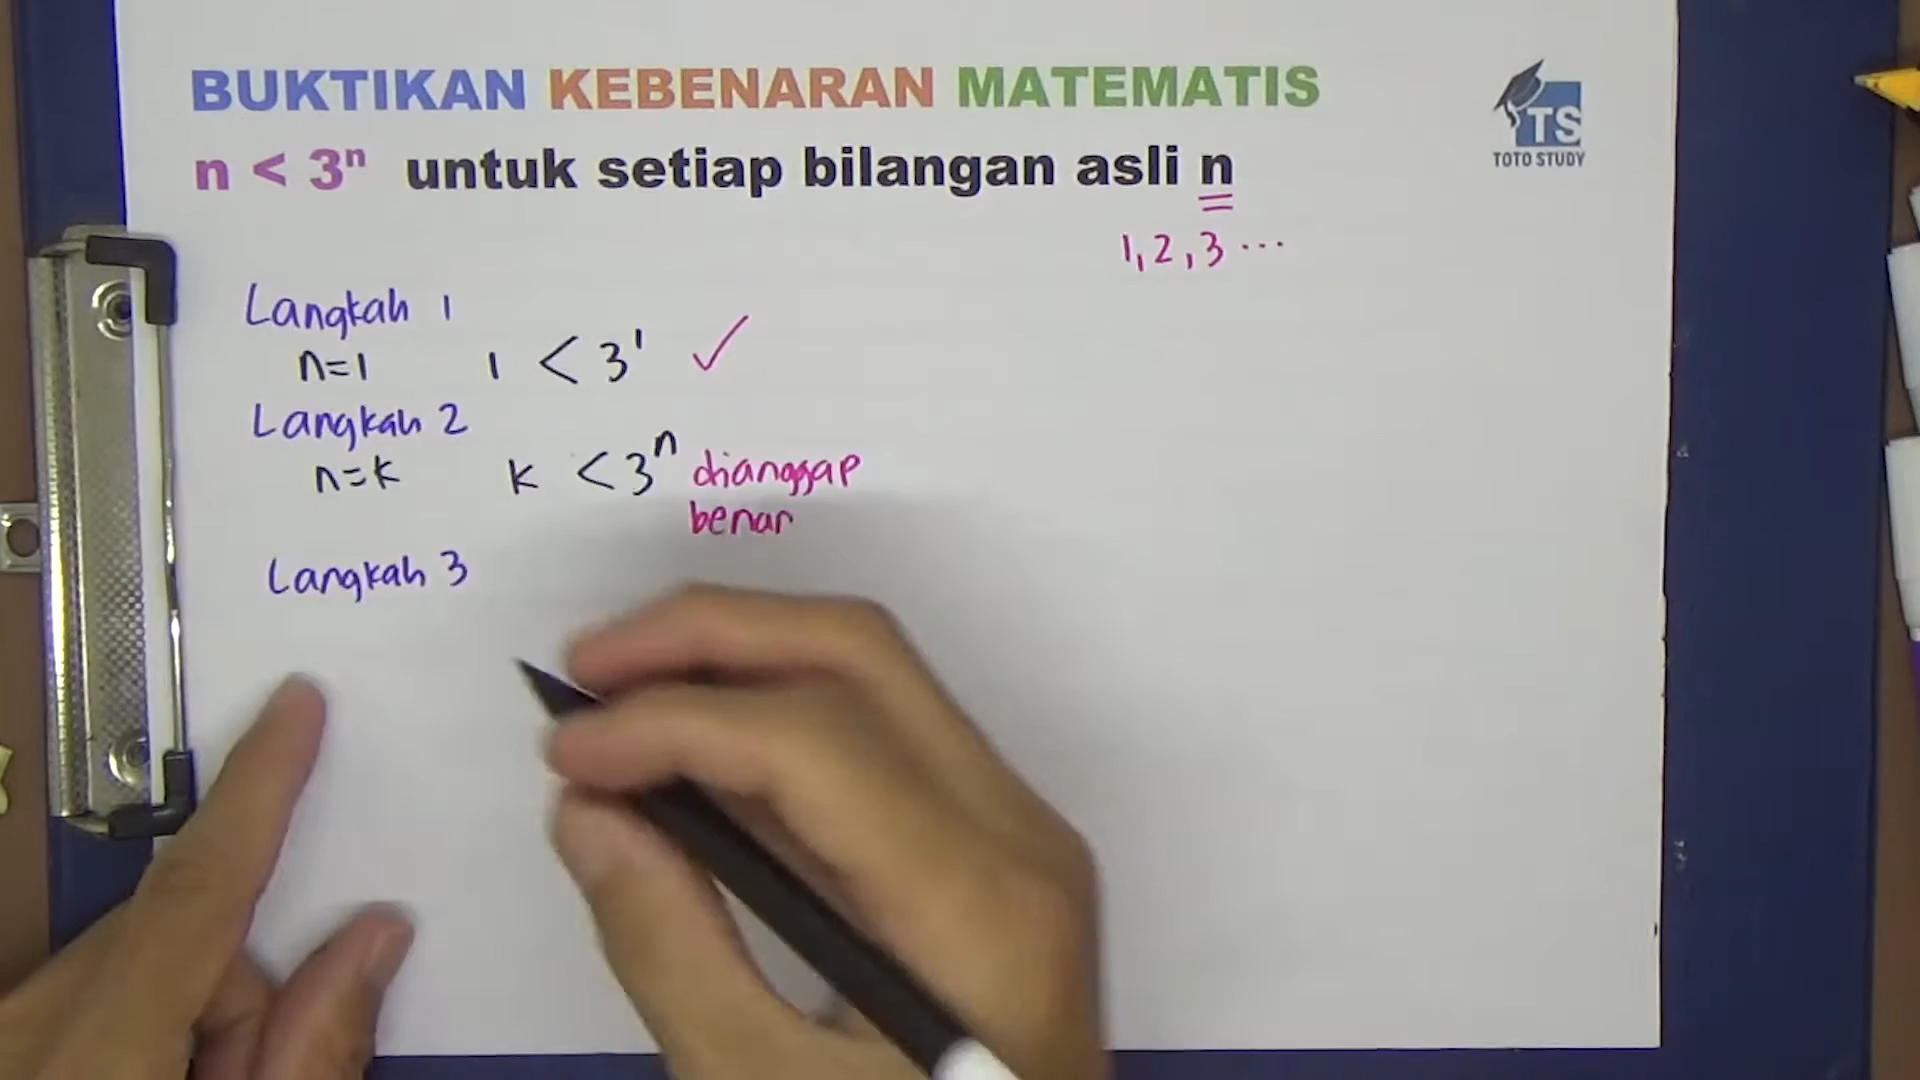 BUKTIKAN KEBENARAN MATEMATIS
n < 3ⁿ untuk setiap bilangan asli n
1, 2, 3 ...
TS
TOTO STUDY
Langkah 1
n=1 1 < 3¹ ✓
Langkah 2
n=k k < 3ⁿ dianggap
benar
Langkah 3